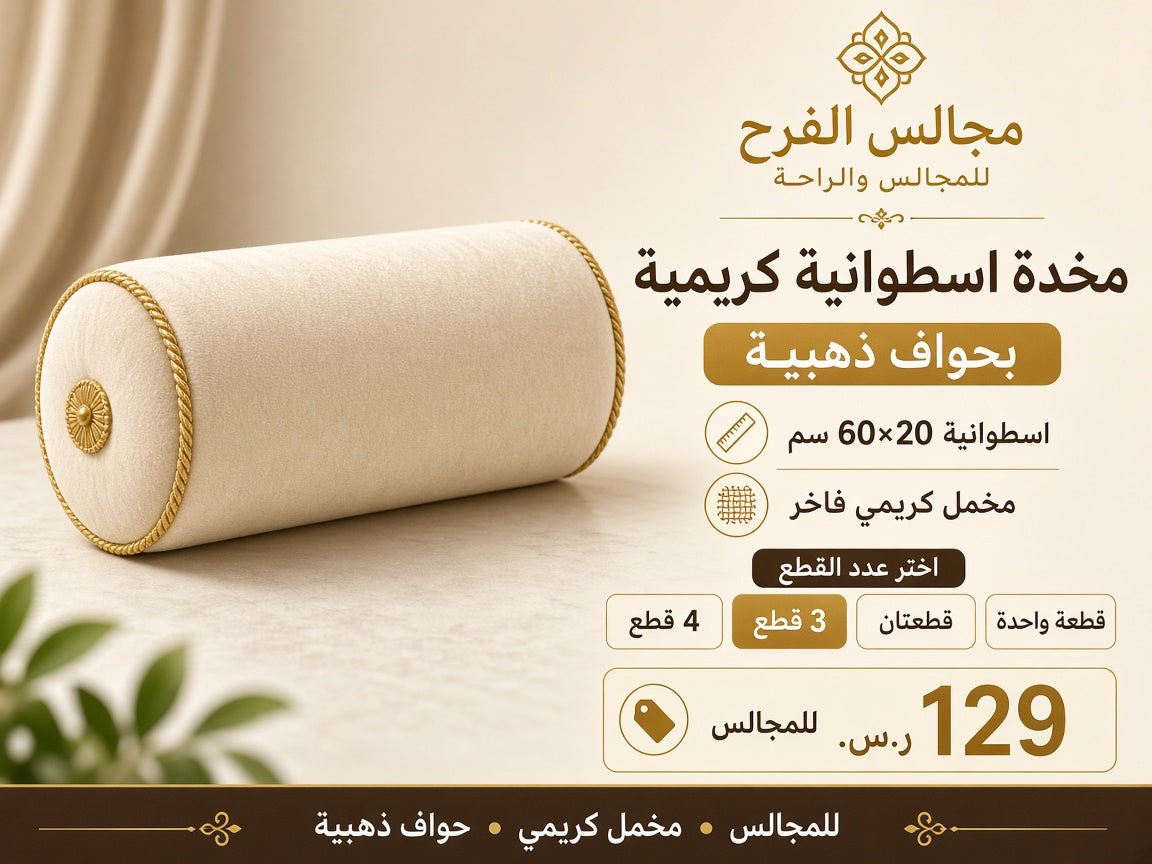 مجالس الفرح
للمجالس والراحة
مخدة اسطوانية كريمية
بحواف ذهبية
اسطوانية 20×60 سم
مخمل كريمي فاخر
اختر عدد القطع
قطعة واحدة
قطعتان
3 قطع
4 قطع
129 ر.س. للمجالس
للمجالس • مخمل كريمي • حواف ذهبية